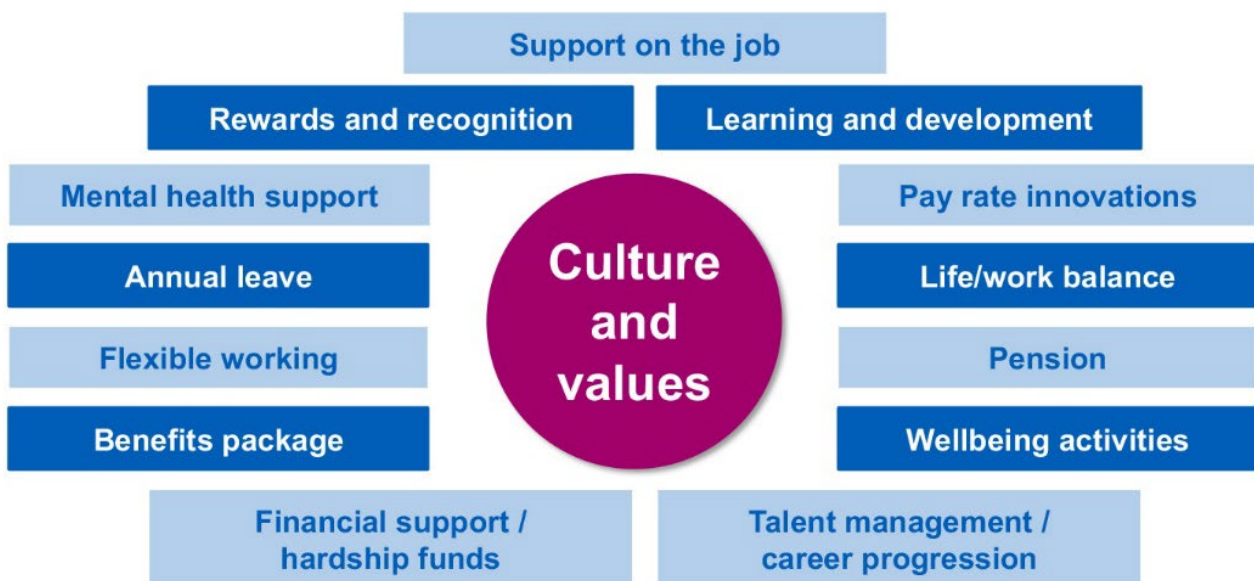 Support on the job
Rewards and recognition
Learning and development
Mental health support
Pay rate innovations
Annual leave
Life/work balance
Flexible working
Pension
Benefits package
Wellbeing activities
Culture
and
values
Financial support /
hardship funds
Talent management /
career progression